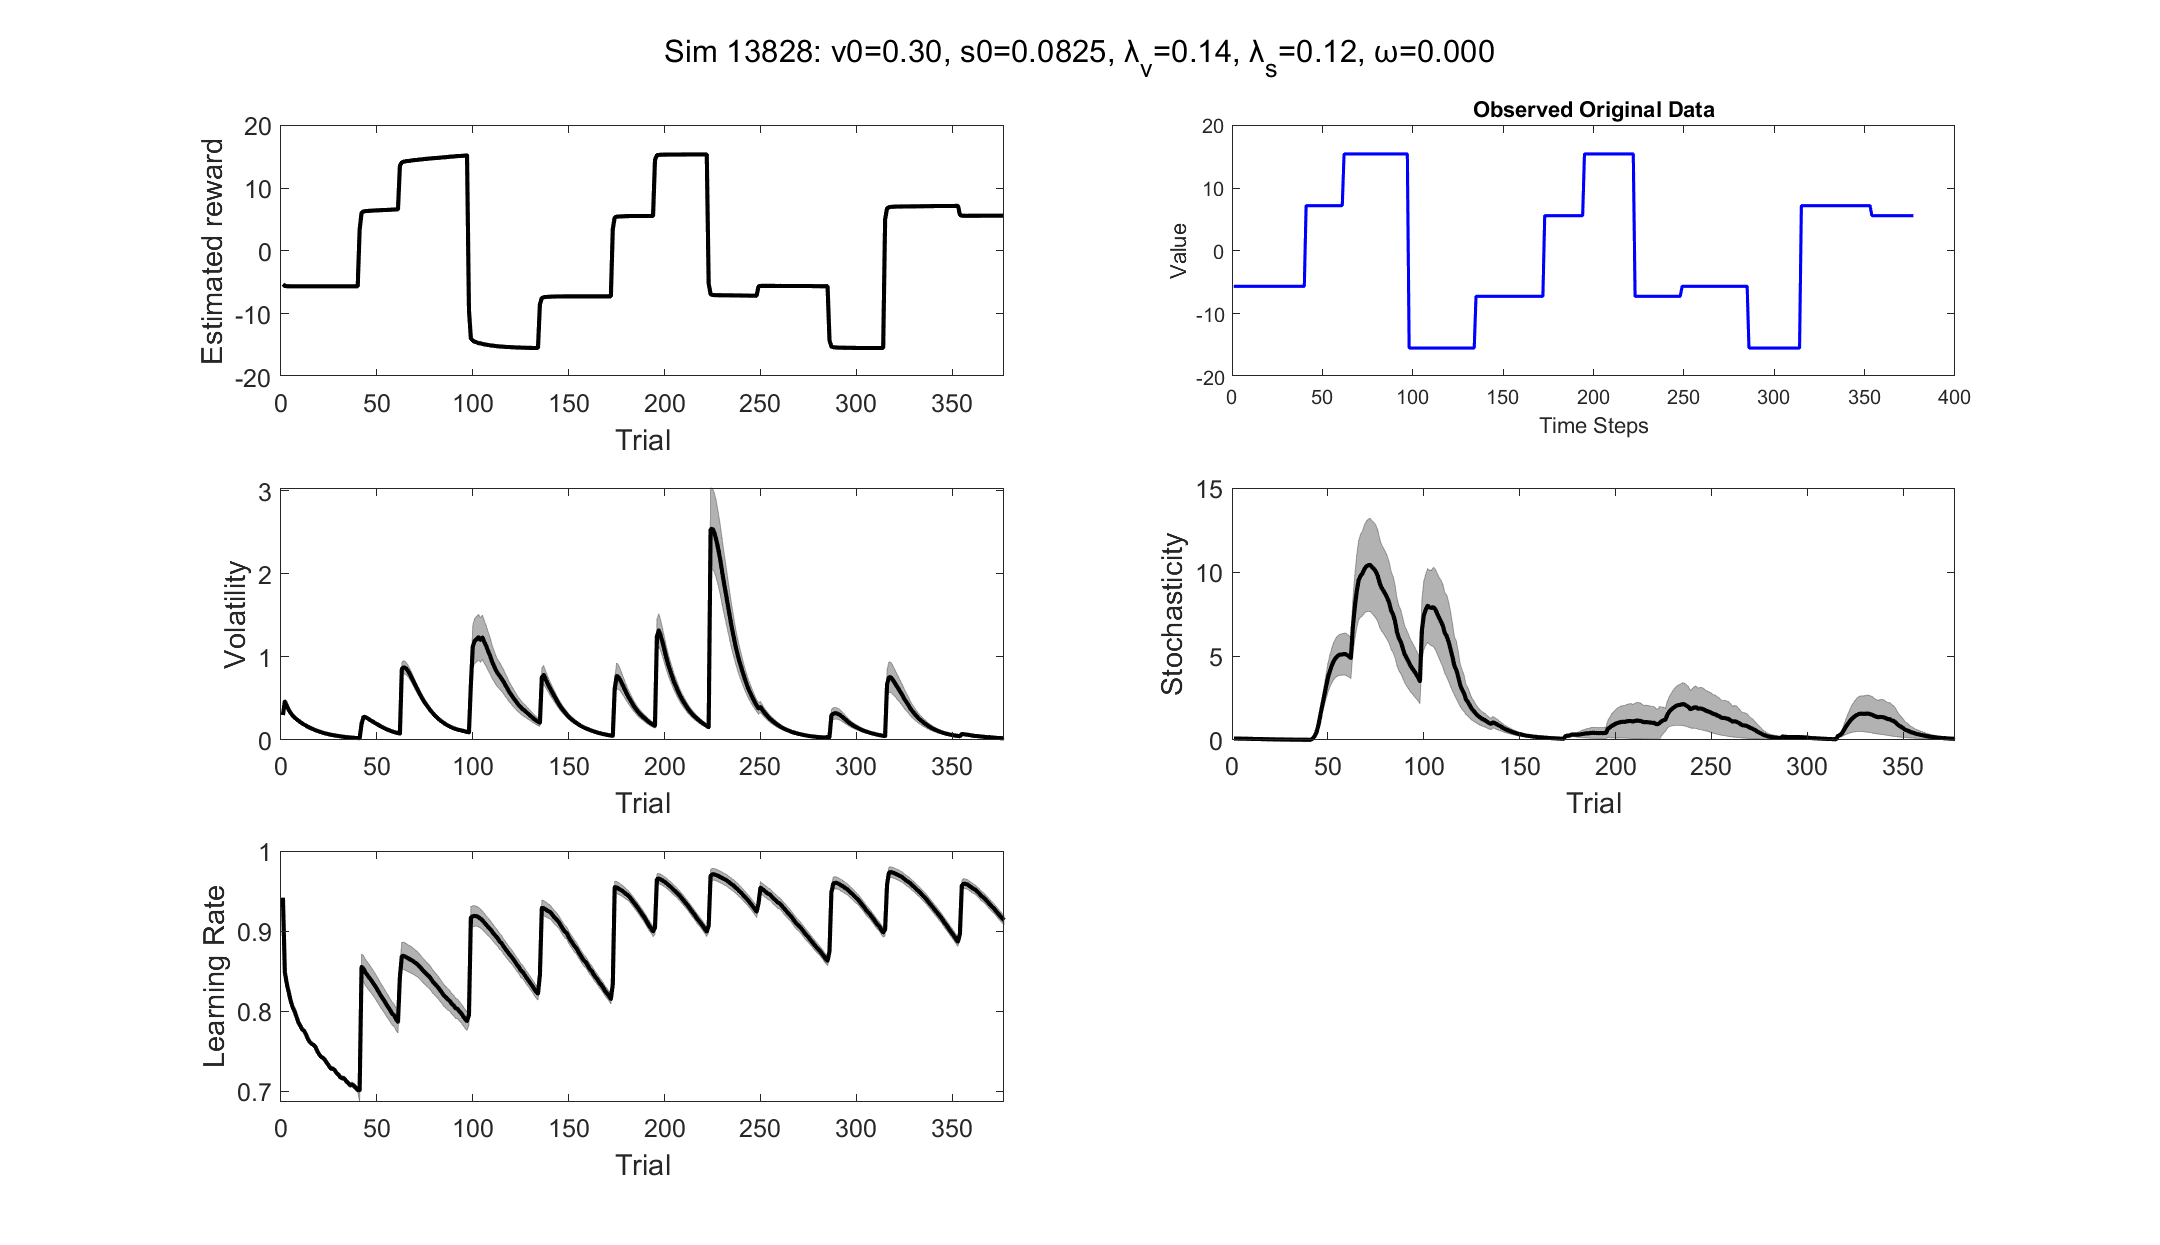 Sim 13828: v0=0.30, s0=0.0825, λ_v=0.14, λ_s=0.12, ω=0.000
Estimated reward
20
10
0
-10
-20
0 50 100 150 200 250 300 350
Trial
Observed Original Data
Value
20
10
0
-10
-20
0 50 100 150 200 250 300 350 400
Time Steps
Volatility
3
2
1
0
0 50 100 150 200 250 300 350
Trial
Stochasticity
15
10
5
0
0 50 100 150 200 250 300 350
Trial
Learning Rate
1
0.9
0.8
0.7
0 50 100 150 200 250 300 350
Trial